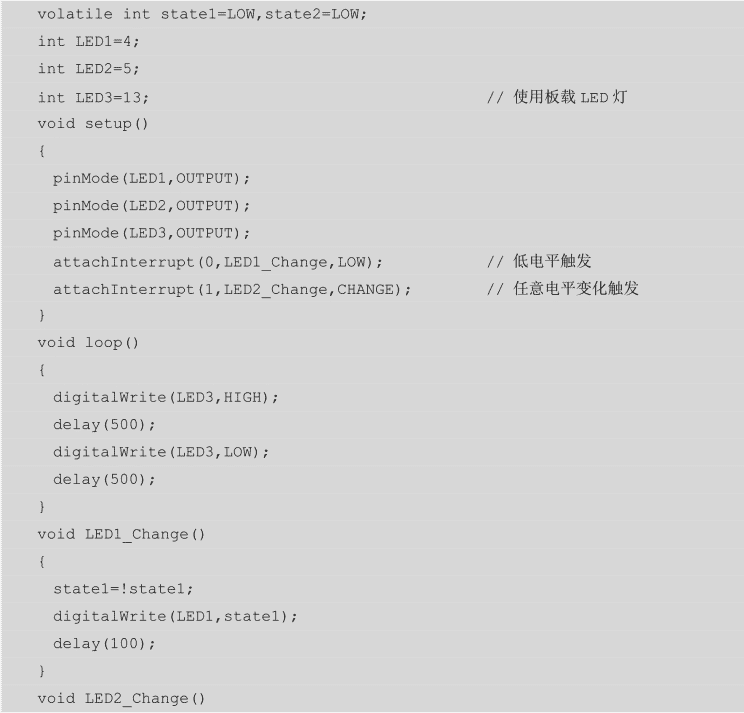 volatile int state1=LOW,state2=LOW;
int LED1=4;
int LED2=5;
int LED3=13; // 使用板载 LED 灯
void setup()
{
pinMode(LED1,OUTPUT);
pinMode(LED2,OUTPUT);
pinMode(LED3,OUTPUT);
attachInterrupt(0,LED1_Change,LOW); // 低电平触发
attachInterrupt(1,LED2_Change,CHANGE); // 任意电平变化触发
}
void loop()
{
digitalWrite(LED3,HIGH);
delay(500);
digitalWrite(LED3,LOW);
delay(500);
}
void LED1_Change()
{
state1=!state1;
digitalWrite(LED1,state1);
delay(100);
}
void LED2_Change()